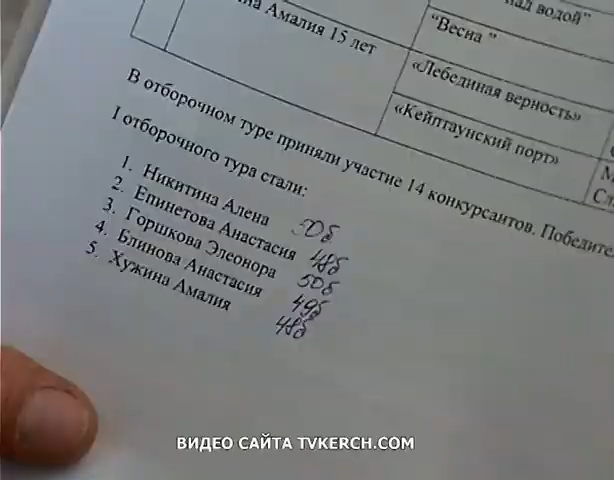 над водой"
"Весна "
на Амалия 15 лет
«Лебединая верность»
«Кейптаунский порт»
В отборочном туре приняли участие 14 конкурсантов. Победите
I отборочного тура стали:
1. Никитина Алена 50б
2. Епинетова Анастасия 48б
3. Горшкова Элеонора 50б
4. Блинова Анастасия 49б
5. Хужина Амалия 48б
ВИДЕО САЙТА TVKERCH.COM